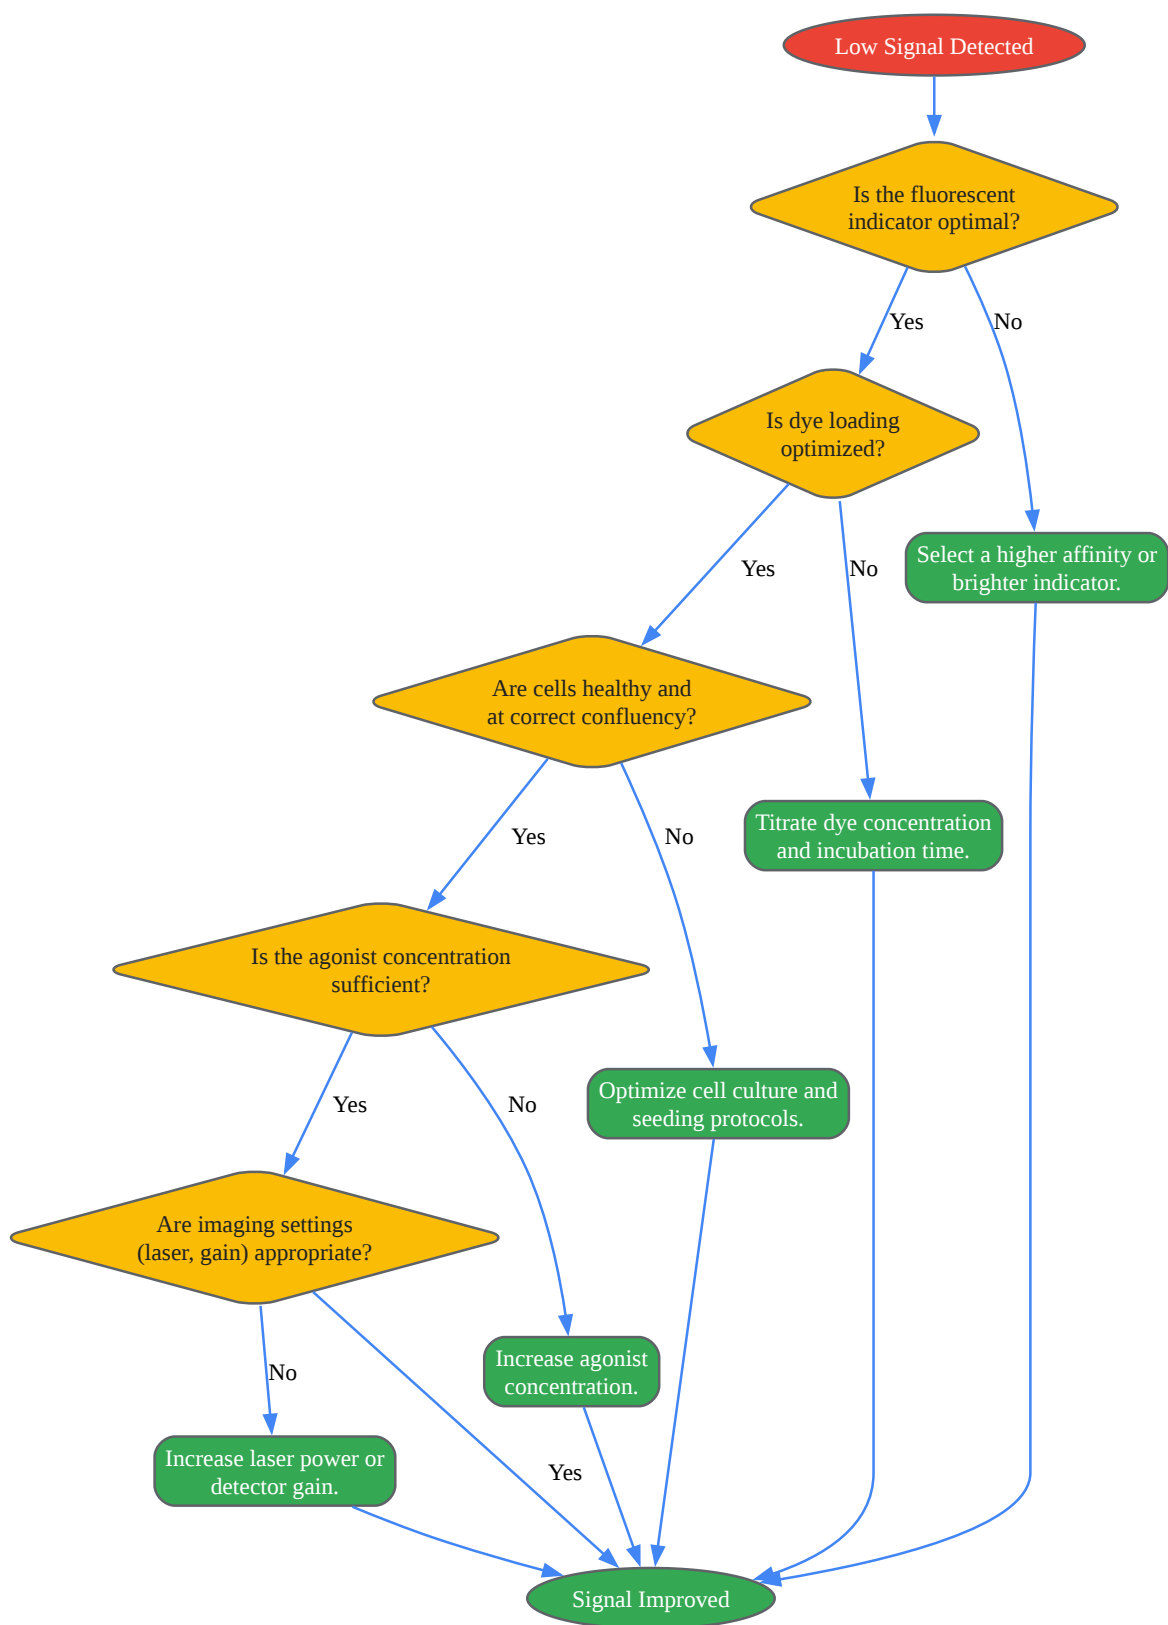 Low Signal Detected
Is the fluorescent
indicator optimal?
Yes
No
Is dye loading
optimized?
Select a higher affinity or
brighter indicator.
Yes
No
Are cells healthy and
at correct confluency?
Titrate dye concentration
and incubation time.
Yes
No
Is the agonist concentration
sufficient?
Optimize cell culture and
seeding protocols.
Yes
No
Are imaging settings
(laser, gain) appropriate?
Increase agonist
concentration.
No
Yes
Increase laser power or
detector gain.
Signal Improved